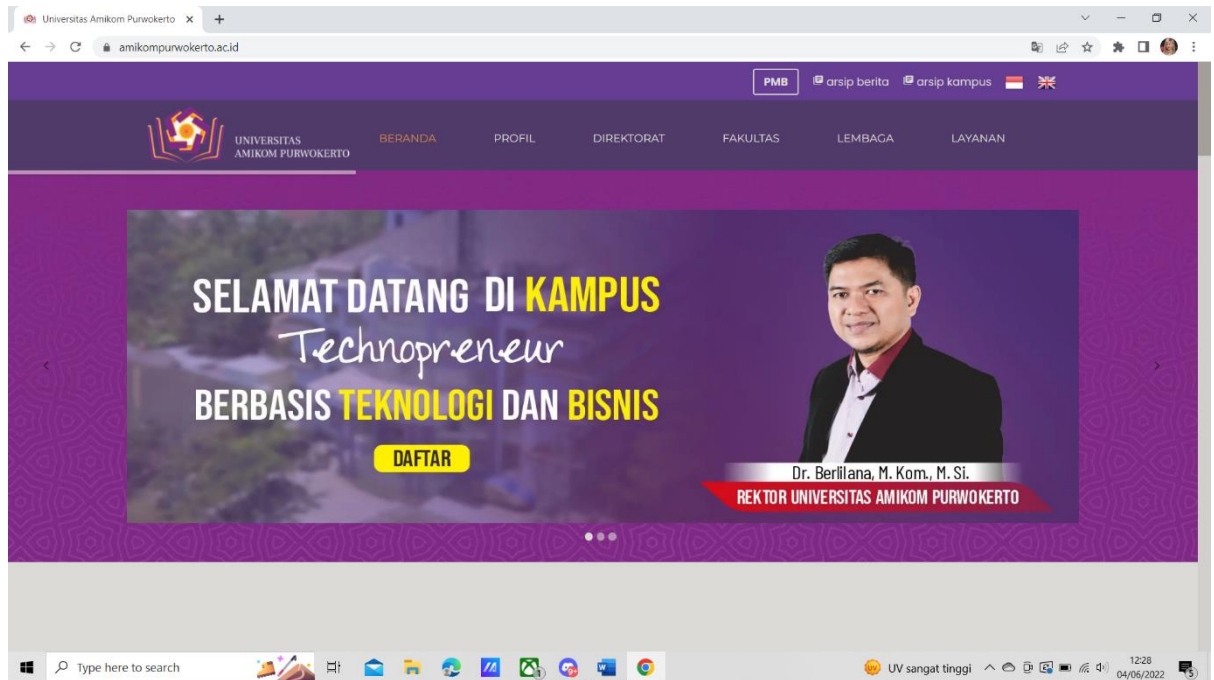 Universitas Amikom Purwokerto
amikompurwokerto.ac.id
PMB arsip berita arsip kampus
UNIVERSITAS
AMIKOM PURWOKERTO
BERANDA PROFIL DIREKTORAT FAKULTAS LEMBAGA LAYANAN
SELAMAT DATANG DI KAMPUS
Technopreneur
BERBASIS TEKNOLOGI DAN BISNIS
DAFTAR
Dr. Berlilana, M. Kom., M. Si.
REKTOR UNIVERSITAS AMIKOM PURWOKERTO
Type here to search
UV sangat tinggi
12:28
04/06/2022